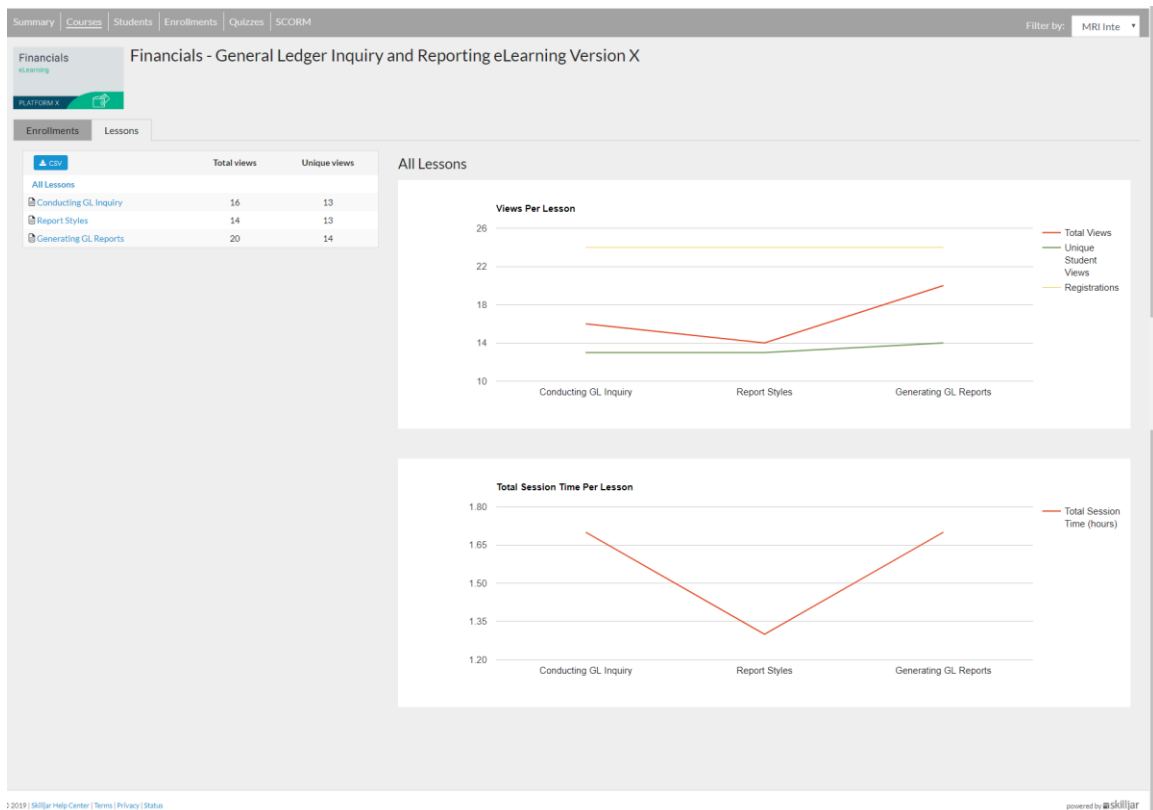 Summary Courses Students Enrollments Quizzes SCORM Filter by: MRI Inte
Financials
eLearning
PLATFORM X
Financials - General Ledger Inquiry and Reporting eLearning Version X
Enrollments Lessons
CSV Total views Unique views
All Lessons
Conducting GL Inquiry 16 13
Report Styles 14 13
Generating GL Reports 20 14
All Lessons
Views Per Lesson
26
22
18
14
10
Conducting GL Inquiry Report Styles Generating GL Reports
Total Views
Unique
Student
Views
Registrations
Total Session Time Per Lesson
1.80
1.65
1.50
1.35
1.20
Conducting GL Inquiry Report Styles Generating GL Reports
Total Session
Time (hours)
2019 | Skilljar Help Center | Terms | Privacy | Status powered by skilljar